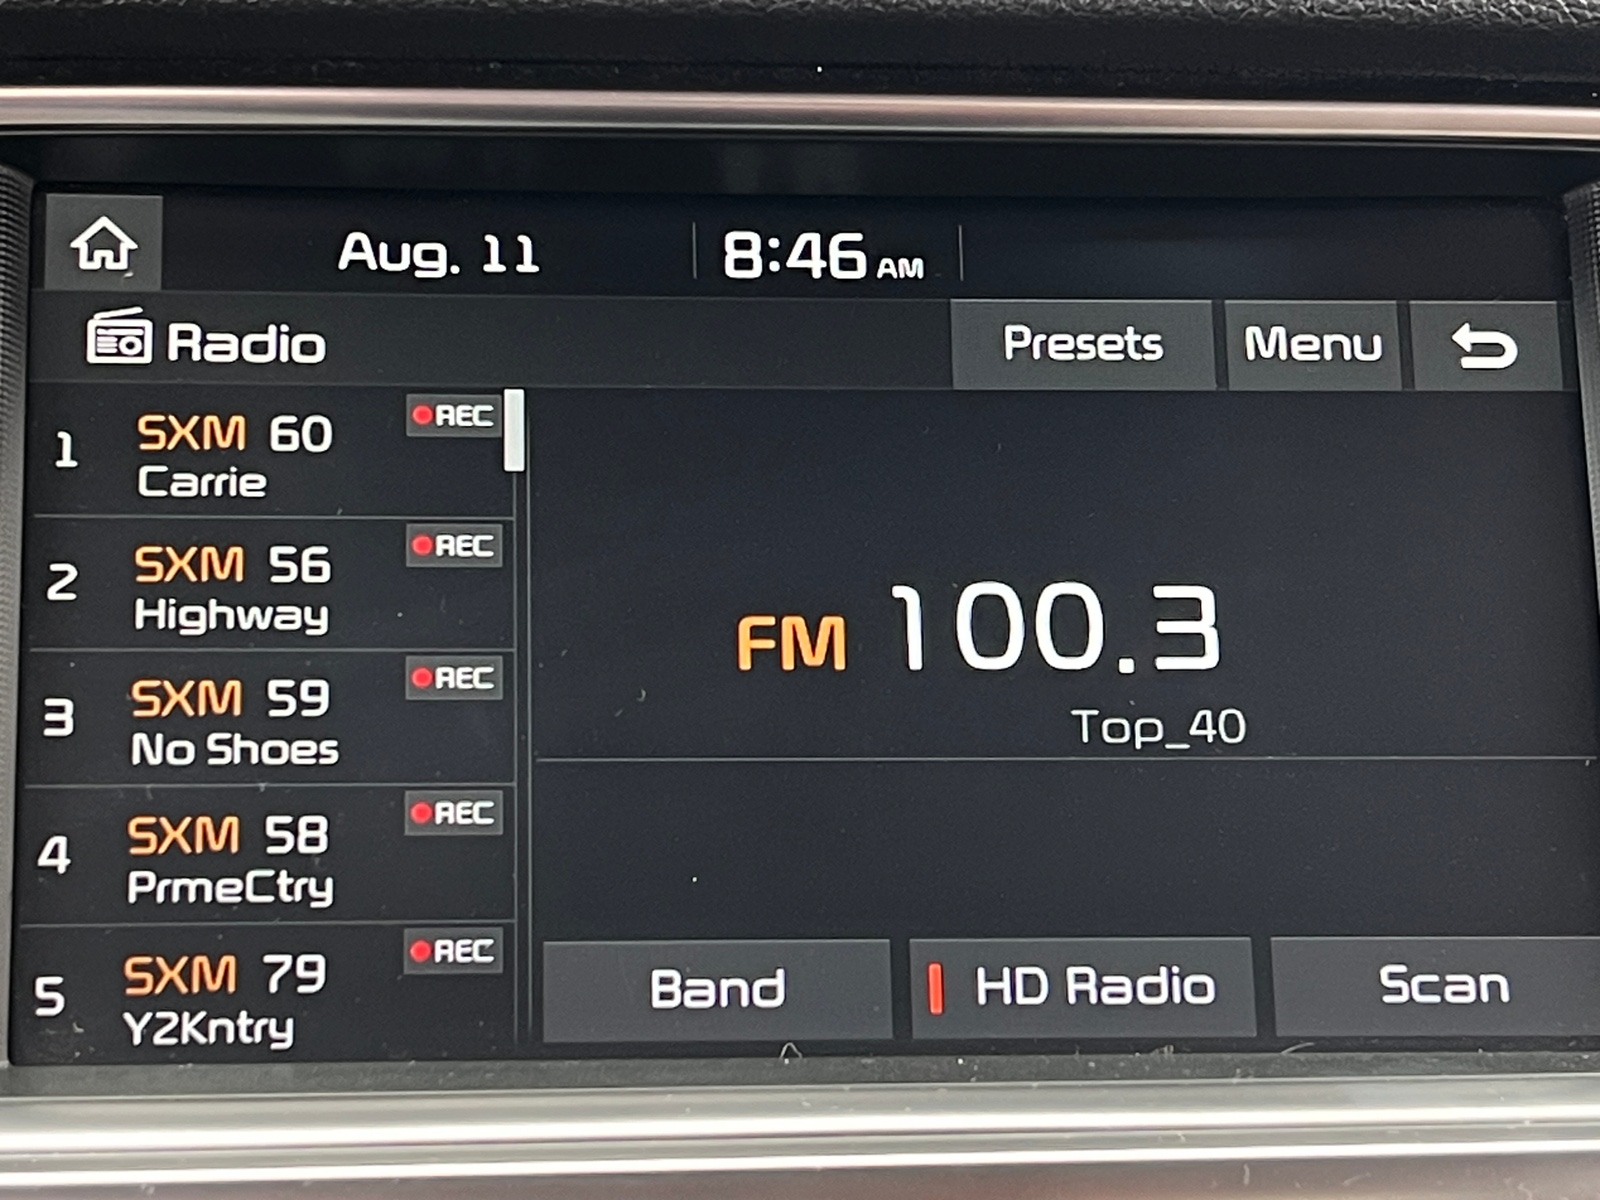 Aug. 11
8:46 AM
Radio
Presets
Menu
1
SXM 60
REC
Carrie
2
SXM 56
REC
Highway
3
SXM 59
REC
No Shoes
4
SXM 58
REC
PrmeCtry
5
SXM 79
REC
Y2Kntry
FM 100.3
Top_40
Band
HD Radio
Scan